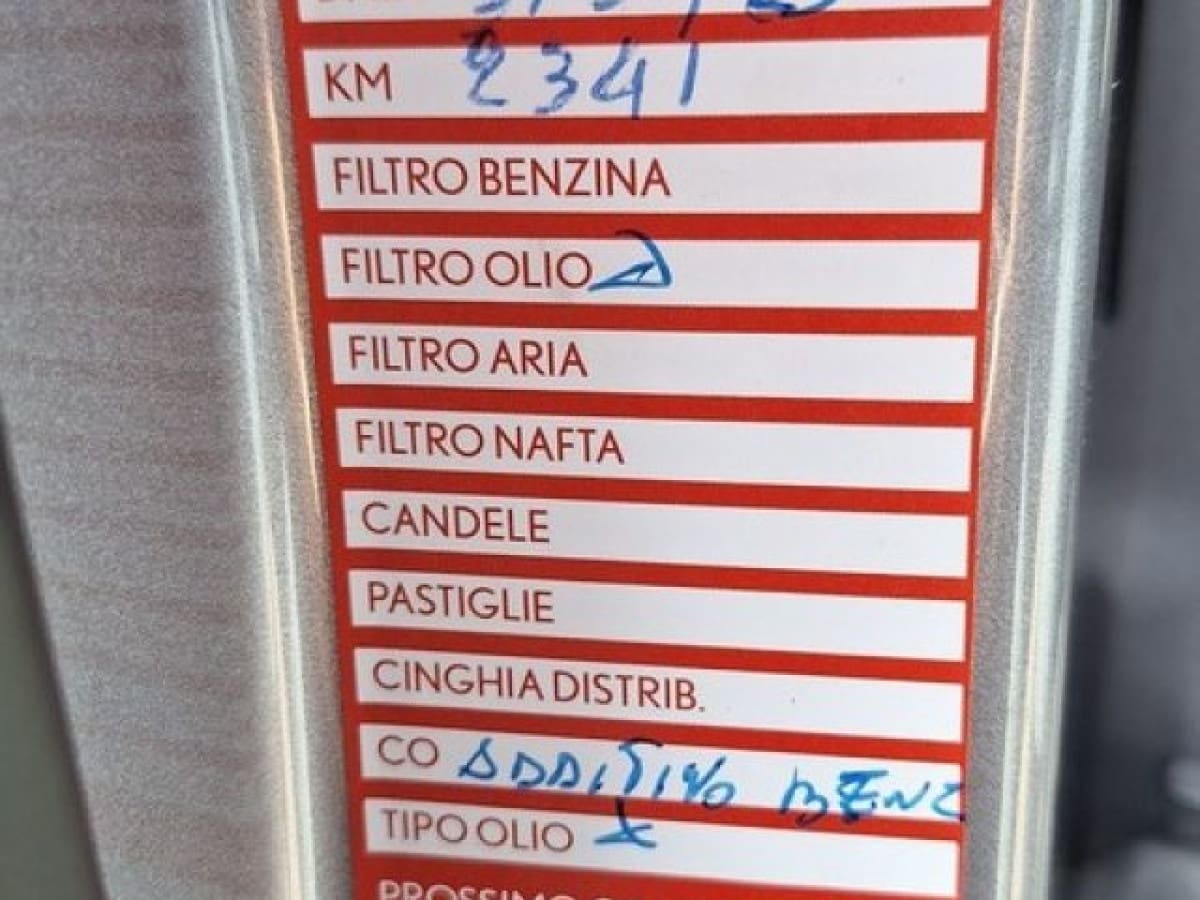 KM 2341
FILTRO BENZINA
FILTRO OLIO
FILTRO ARIA
FILTRO NAFTA
CANDELE
PASTIGLIE
CINGHIA DISTRIB.
CO ADDITIVO BENZ
TIPO OLIO X
PROSSIMO